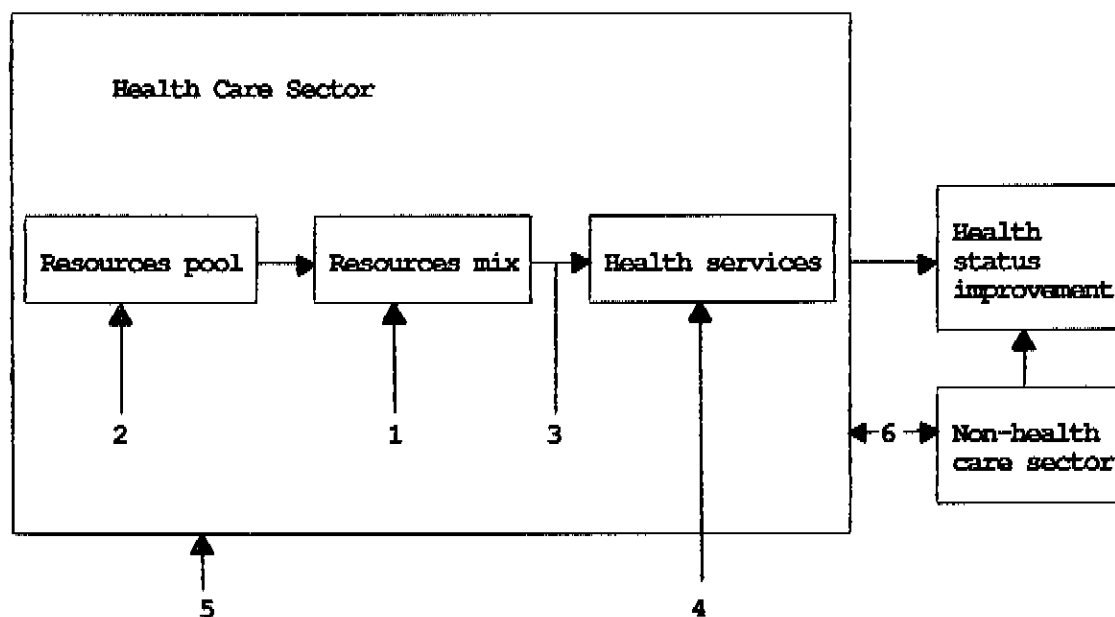 Health Care Sector
Resources pool
Resources mix
Health services
Health
status
improvement
2
1
3
6
Non-health
care sector
5
4